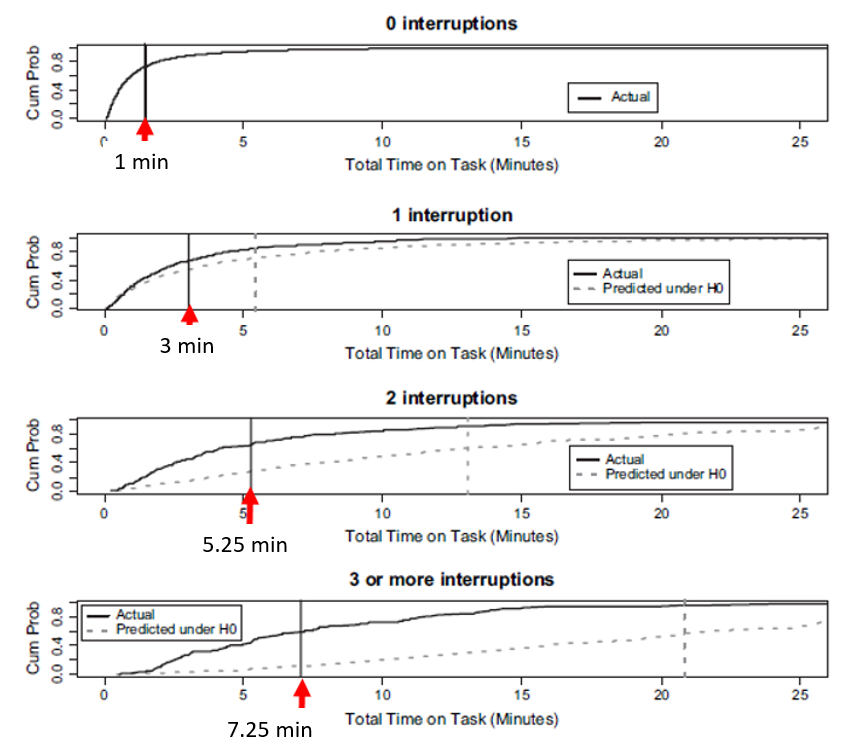 0 interruptions
Cum Prob
0.0 0.4 0.8
Actual
0 5 10 15 20 25
1 min
Total Time on Task (Minutes)
1 interruption
Cum Prob
0.0 0.4 0.8
Actual
Predicted under H0
0 5 10 15 20 25
3 min
Total Time on Task (Minutes)
2 interruptions
Cum Prob
0.0 0.4 0.8
Actual
Predicted under H0
0 5 10 15 20 25
5.25 min
Total Time on Task (Minutes)
3 or more interruptions
Cum Prob
0.0 0.4 0.8
Actual
Predicted under H0
0 5 10 15 20 25
7.25 min
Total Time on Task (Minutes)